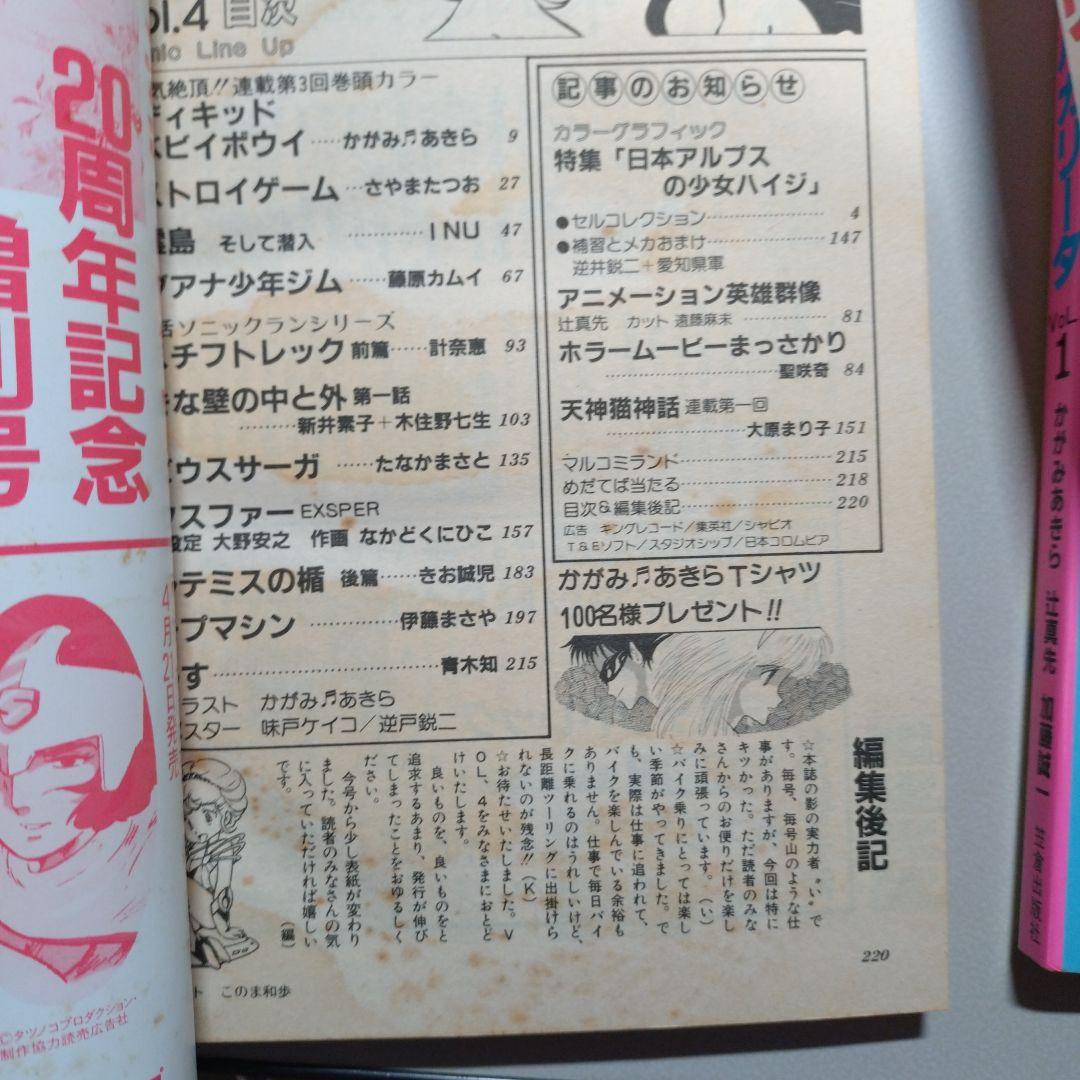 20周年記念
増刊号
4月21日発売
©タツノコプロダクション・
制作協力読売広告社
ol.4 目次
nic Line Up
気絶頂!!連載第3回巻頭カラー
ディキッド
スビイボウイ……かがみ♬あきら 9
ストロイゲーム…さやまたつお 27
島 そして潜入 …………INU 47
アナ少年ジム……藤原カムイ 67
話ソニックランシリーズ
スチフトレック 前篇……計奈恵 93
な壁の中と外 第一話
………新井素子+木住野七生 103
ウスサーガ ……たなかまさと 135
スファー EXSPER
設定 大野安之 作画 なかどくにひこ 157
テミスの楯 後篇……きお誠児 183
プマシン …………伊藤まさや 197
す………………………青木知 215
ラスト かがみ♬あきら
スター 味戸ケイコ/逆戸鋭二
記事のお知らせ
カラーグラフィック
特集「日本アルプス
の少女ハイジ」
●セルコレクション………………4
●補習とメカおまけ………………147
逆井鋭二+愛知県軍
アニメーション英雄群像
辻真先 カット 遠藤麻未 …………81
ホラームービーまっさかり
………………………聖咲奇 84
天神猫神話 連載第一回
………………………大原まり子 151
マルコミランド……………………215
めだてば当たる……………………218
目次&編集後記……………………220
広告 キングレコード/集英社/シャピオ
T&Eソフト/スタジオシップ/日本コロムビア
かがみ♬あきらTシャツ
100名様プレゼント!!
編集後記
☆本誌の影の実力者〝い〟で
す。毎号、毎号山のような仕
事がありますが、今回は特に
キツかった。ただ読者のみな
さんからのお便りだけを楽し
みに頑張っています。(い)
☆バイク乗りにとっては楽し
い季節がやってきました。で
も、実際は仕事に追われて、
バイクを楽しんでいる余裕も
ありません。仕事で毎日バイ
クに乗れるのはうれしいけど、
長距離ツーリングに出掛けら
れないのが残念!!(K)
☆お待たせいたしました。V
OL、4をみなさまにおとど
けいたします。
良いものを、良いものをと
追求するあまり、発行が伸び
てしまったことをおゆるしく
ださい。
今号から少し表紙が変わり
ました。読者のみなさんの気
に入っていただければ嬉しい
です。
(編)
220
ト このま和歩
カリータ VOL 1 かがみあきら 辻真先 加藤誠一 笠倉出版社